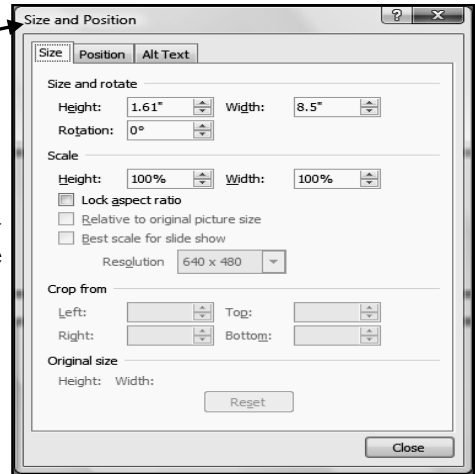 Size and Position
Size Position Alt Text
Size and rotate
Height: 1.61" Width: 8.5"
Rotation: 0°
Scale
Height: 100% Width: 100%
Lock aspect ratio
Relative to original picture size
Best scale for slide show
Resolution 640 x 480
Crop from
Left: Top:
Right: Bottom:
Original size
Height: Width:
Reset
Close